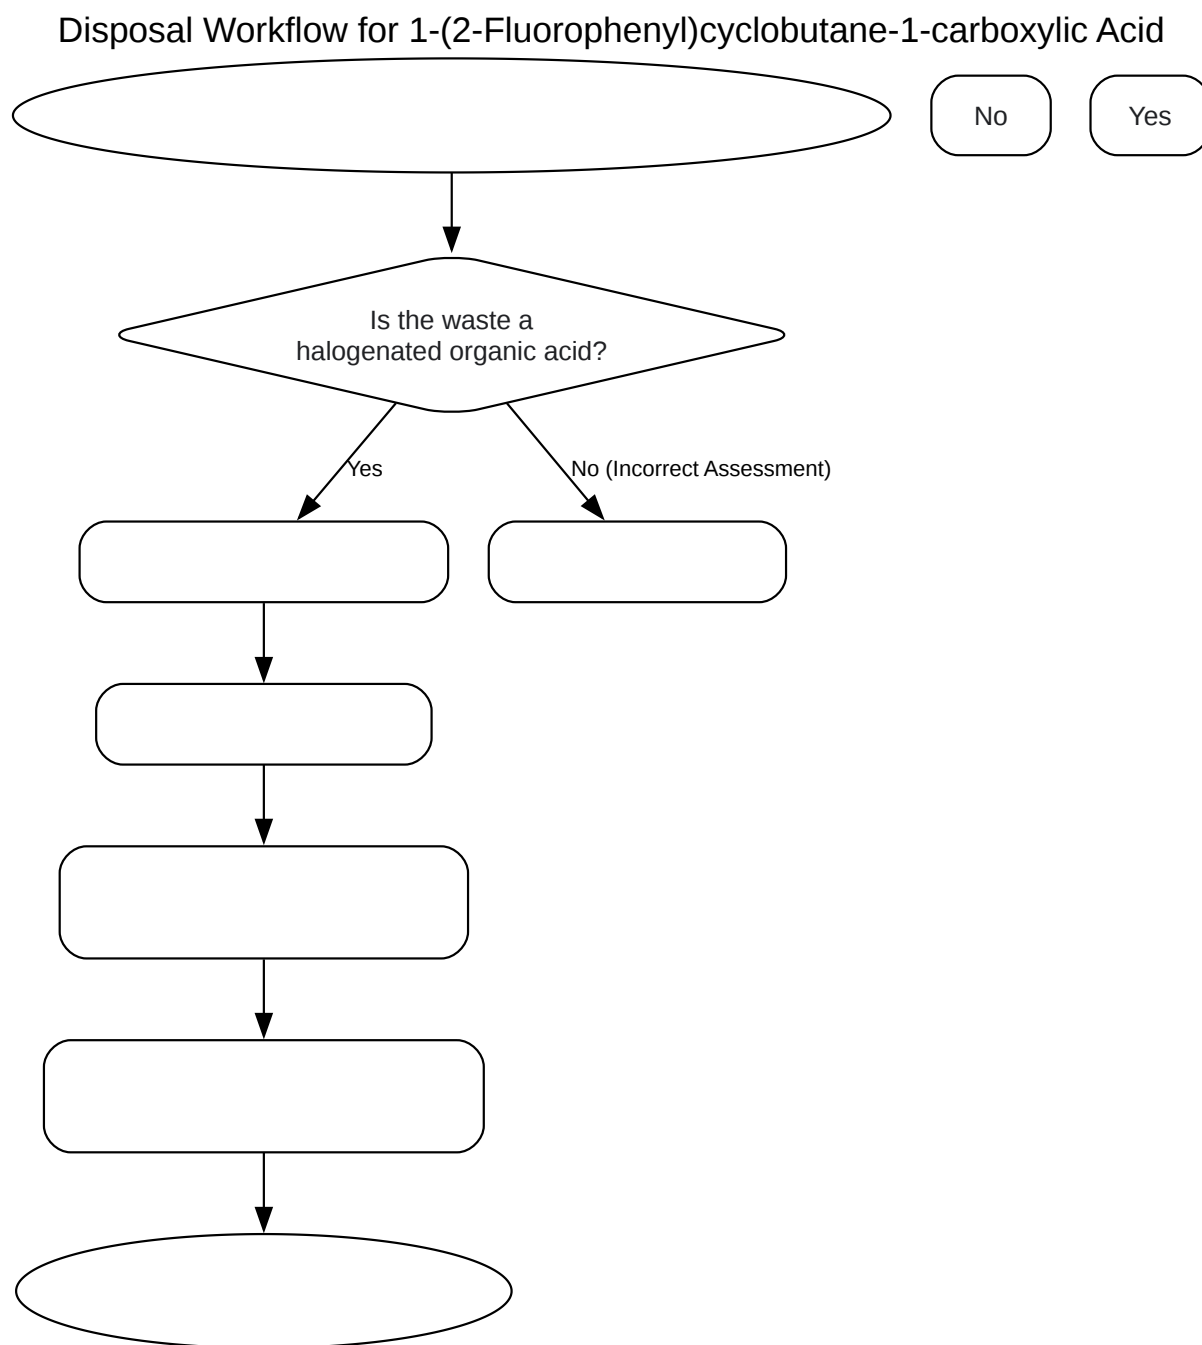 Disposal Workflow for 1-(2-Fluorophenyl)cyclobutane-1-carboxylic Acid
No
Yes
Is the waste a
halogenated organic acid?
Yes
No (Incorrect Assessment)